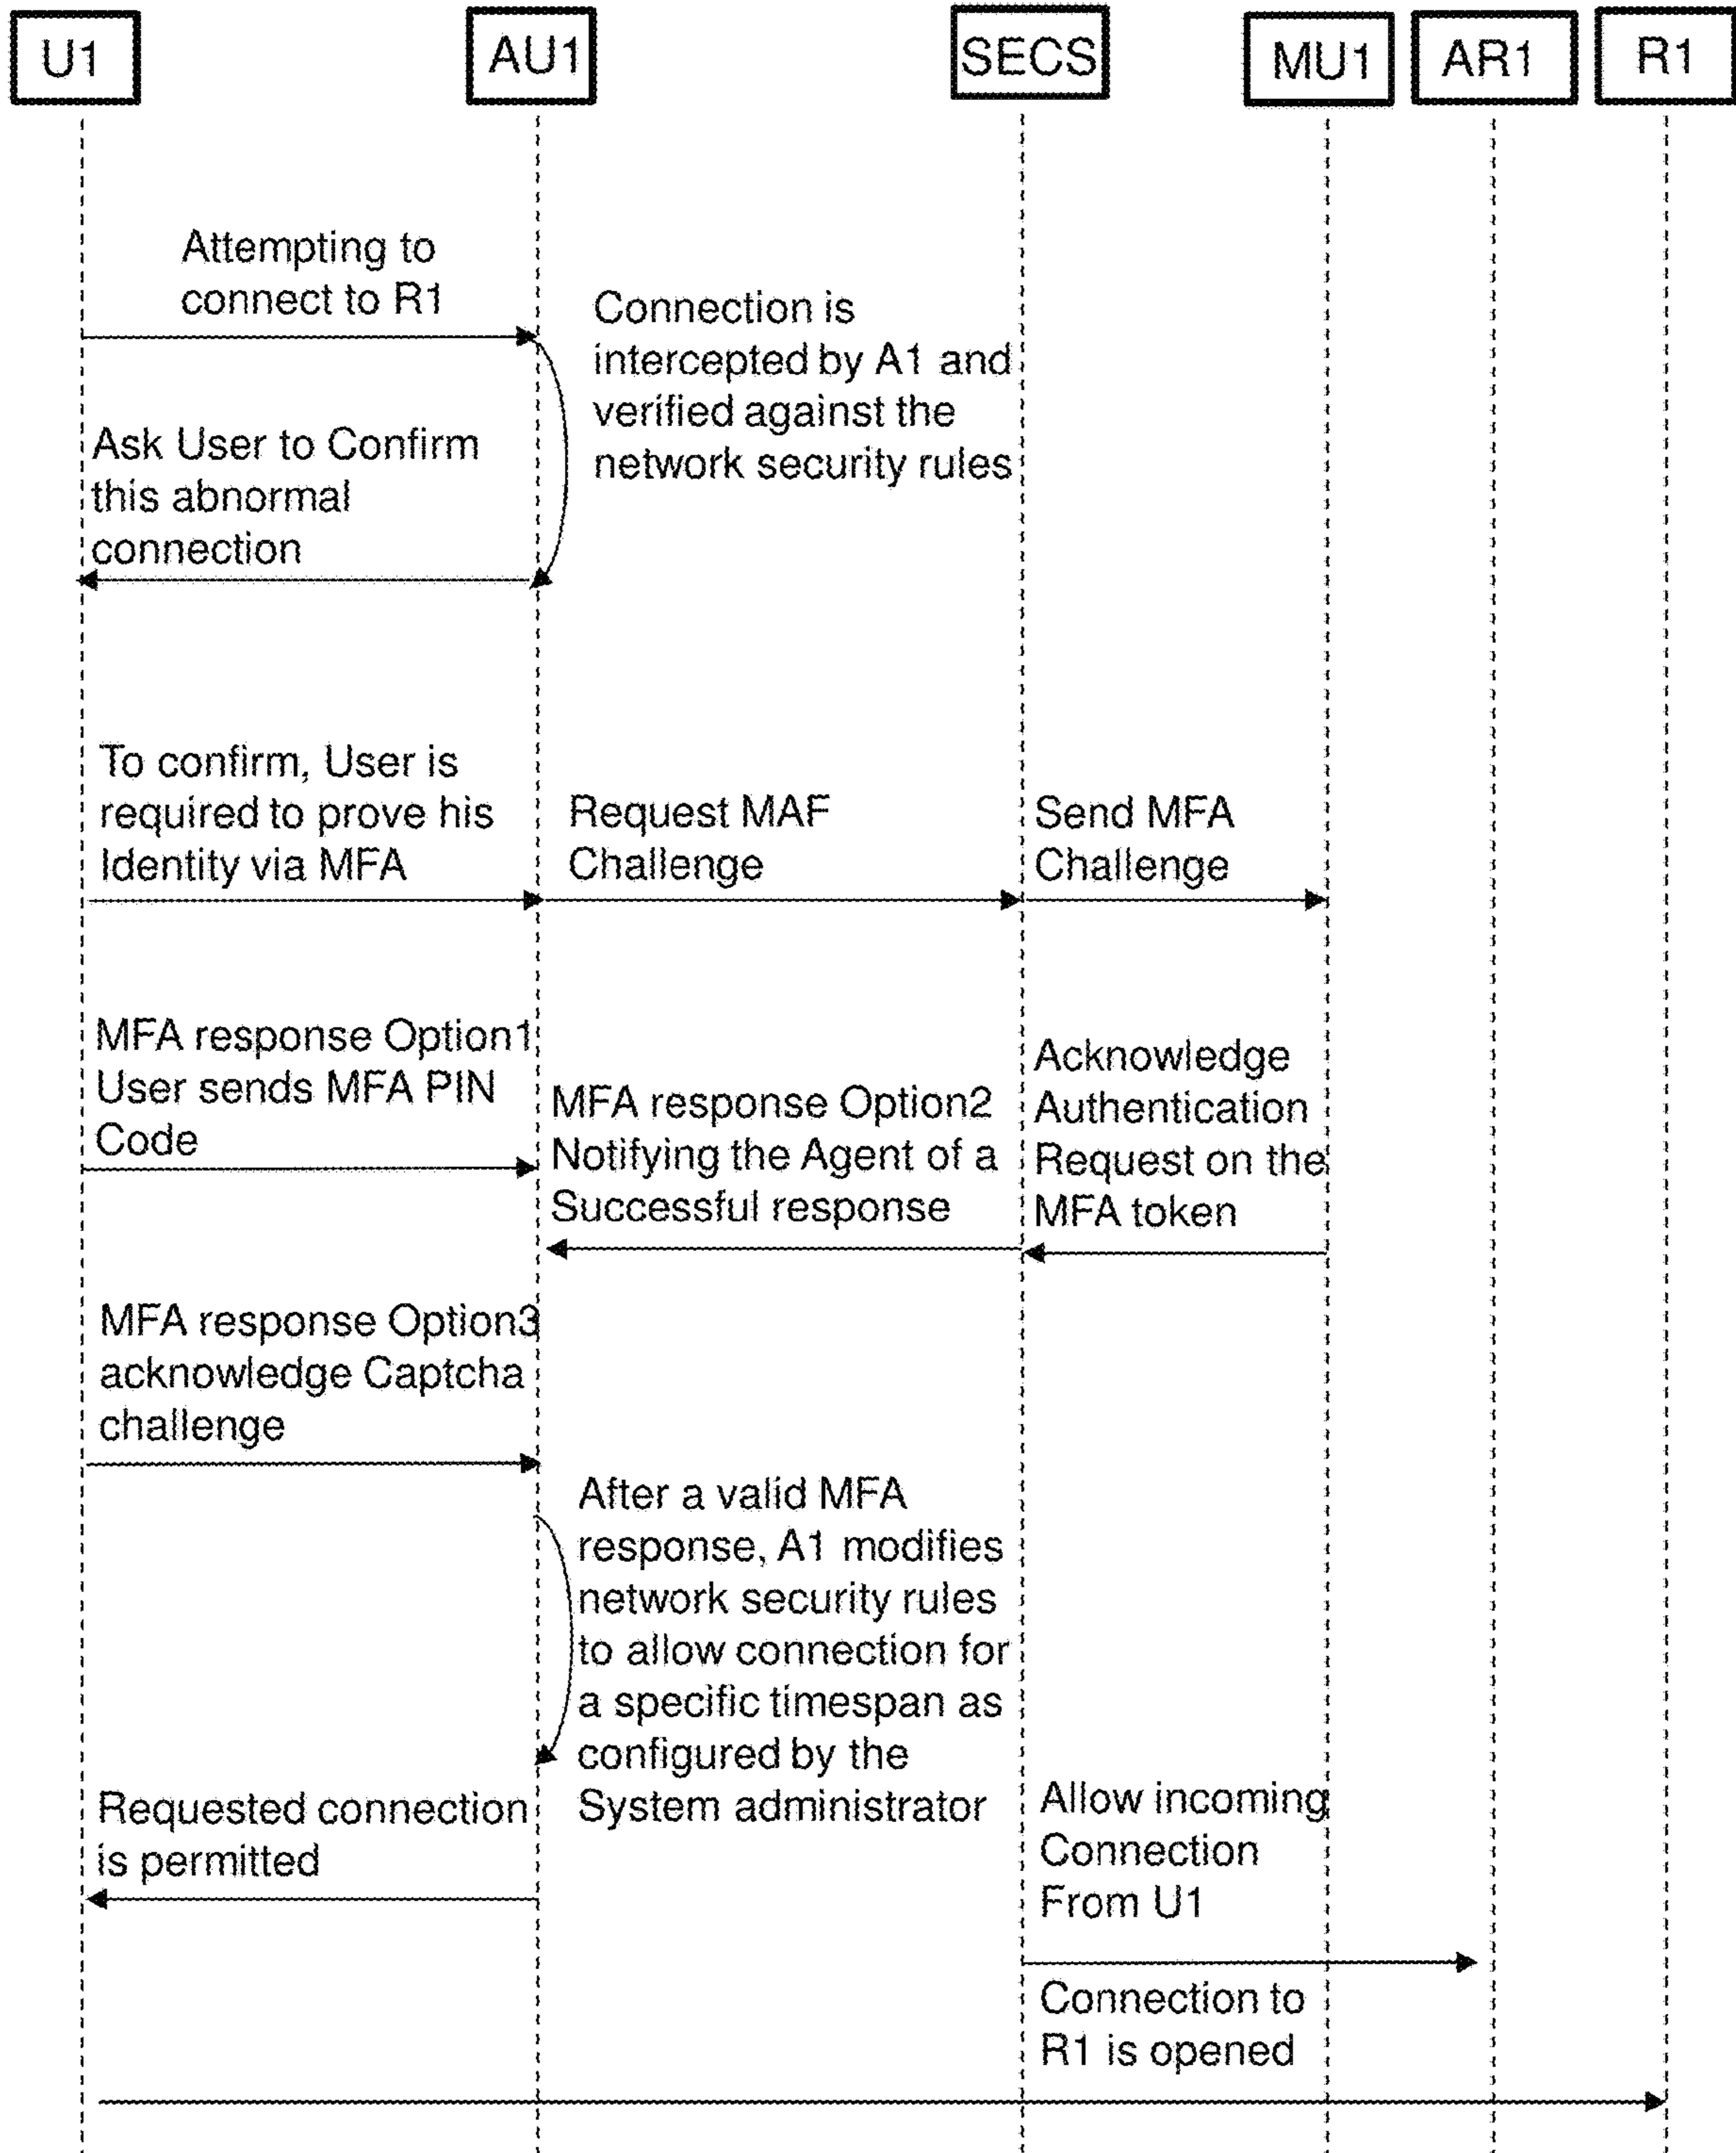 U1
AU1
SECS
MU1
AR1
R1
Attempting to
connect to R1
Connection is
intercepted by A1 and
verified against the
network security rules
Ask User to Confirm
this abnormal
connection
To confirm, User is
required to prove his
Identity via MFA
Request MAF
Challenge
Send MFA
Challenge
MFA response Option1
User sends MFA PIN
Code
MFA response Option2
Notifying the Agent of a
Successful response
Acknowledge
Authentication
Request on the
MFA token
MFA response Option3
acknowledge Captcha
challenge
After a valid MFA
response, A1 modifies
network security rules
to allow connection for
a specific timespan as
configured by the
System administrator
Requested connection
is permitted
Allow incoming
Connection
From U1
Connection to
R1 is opened